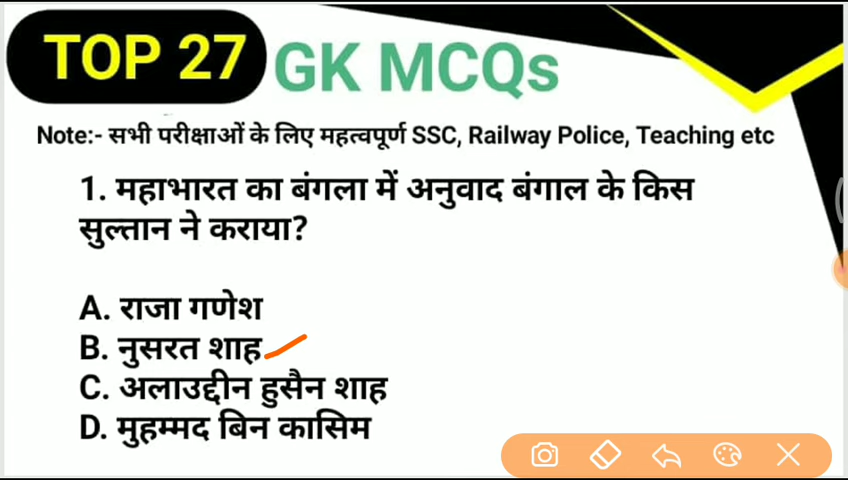 TOP 27 GK MCQs
Note:- सभी परीक्षाओं के लिए महत्वपूर्ण SSC, Railway Police, Teaching etc
1. महाभारत का बंगला में अनुवाद बंगाल के किस
सुल्तान ने कराया?
A. राजा गणेश
B. नुसरत शाह
C. अलाउद्दीन हुसैन शाह
D. मुहम्मद बिन कासिम